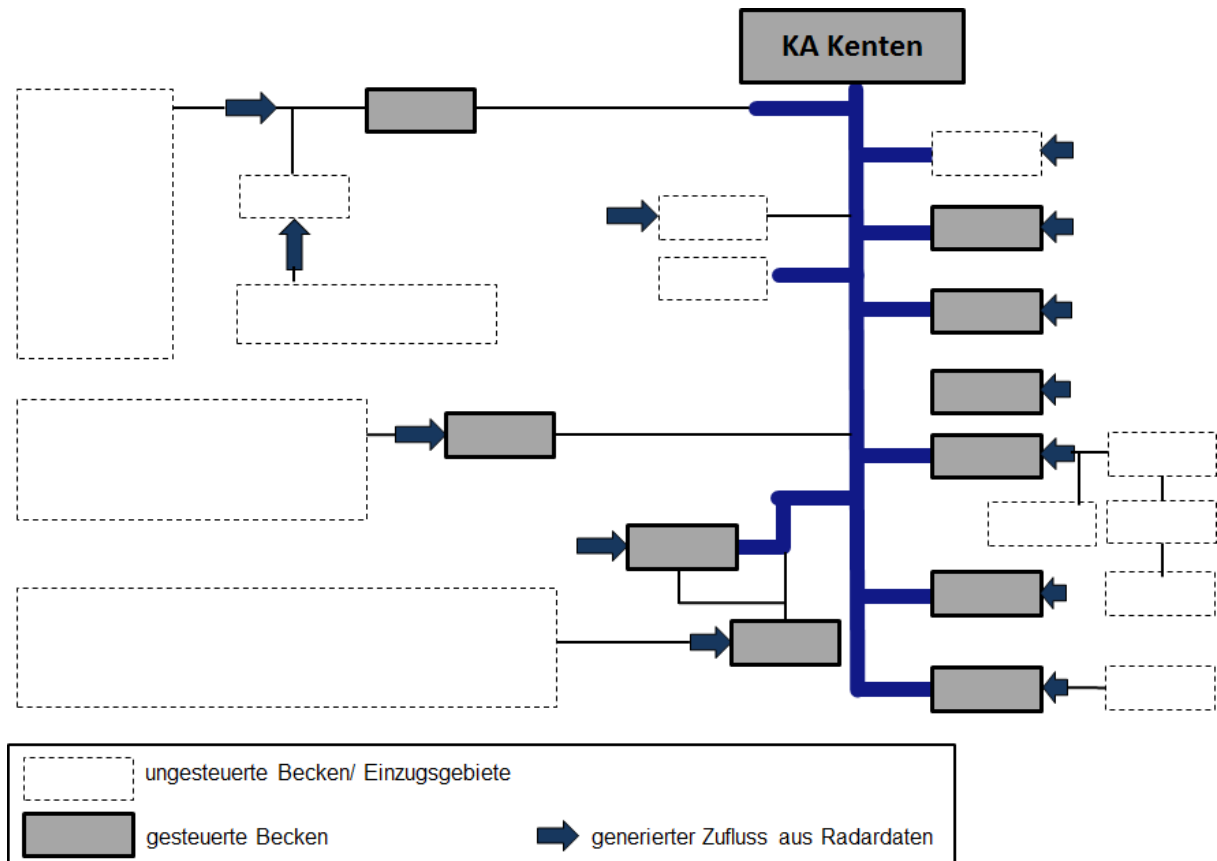 KA Kenten
ungesteuerte Becken/ Einzugsgebiete
gesteuerte Becken
generierter Zufluss aus Radardaten